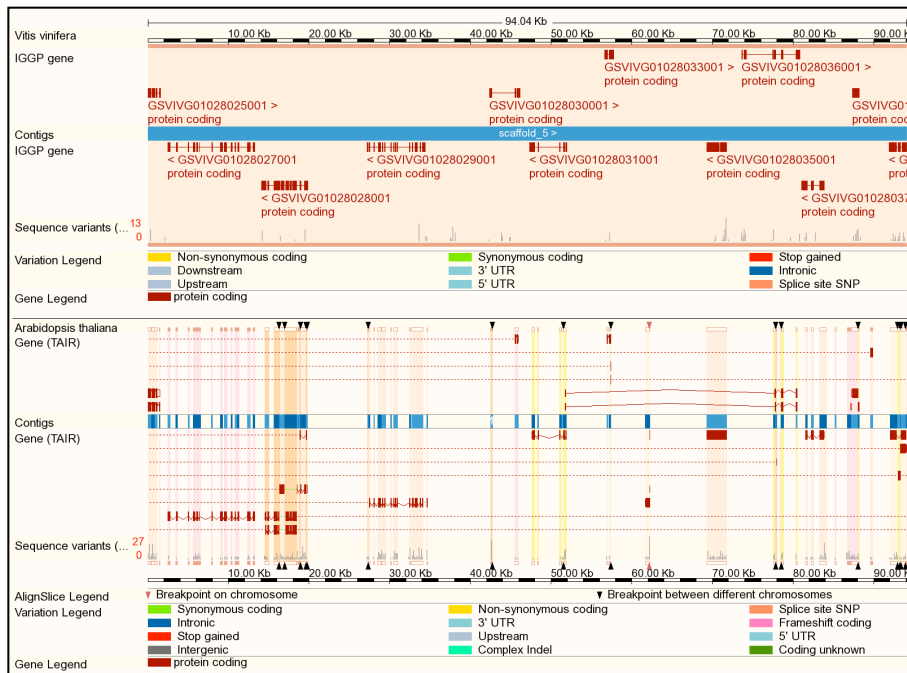 94.04 Kb
Vitis vinifera
10.00 Kb 20.00 Kb 30.00 Kb 40.00 Kb 50.00 Kb 60.00 Kb 70.00 Kb 80.00 Kb 90.00 K
IGGP gene
GSVIVG01028033001 > GSVIVG01028036001 >
protein coding protein coding
GSVIVG01028025001 > GSVIVG01028030001 > GSVIVG01
protein coding protein coding protein c
Contigs scaffold_5 >
IGGP gene
< GSVIVG01028027001 < GSVIVG01028029001 < GSVIVG01028031001 < GSVIVG01028035001 < G
protein coding protein coding protein coding protein coding pro
< GSVIVG01028028001 < GSVIVG01028037
protein coding protein coding
Sequence variants (... 13
0
Variation Legend Non-synonymous coding Synonymous coding Stop gained
Downstream 3' UTR Intronic
Upstream 5' UTR Splice site SNP
Gene Legend protein coding
Arabidopsis thaliana
Gene (TAIR)
Contigs
Gene (TAIR)
Sequence variants (... 27
0
10.00 Kb 20.00 Kb 30.00 Kb 40.00 Kb 50.00 Kb 60.00 Kb 70.00 Kb 80.00 Kb 90.00 K
AlignSlice Legend Breakpoint on chromosome Breakpoint between different chromosomes
Variation Legend Synonymous coding Non-synonymous coding Splice site SNP
Intronic 3' UTR Frameshift coding
Stop gained Upstream 5' UTR
Intergenic Complex Indel Coding unknown
Gene Legend protein coding